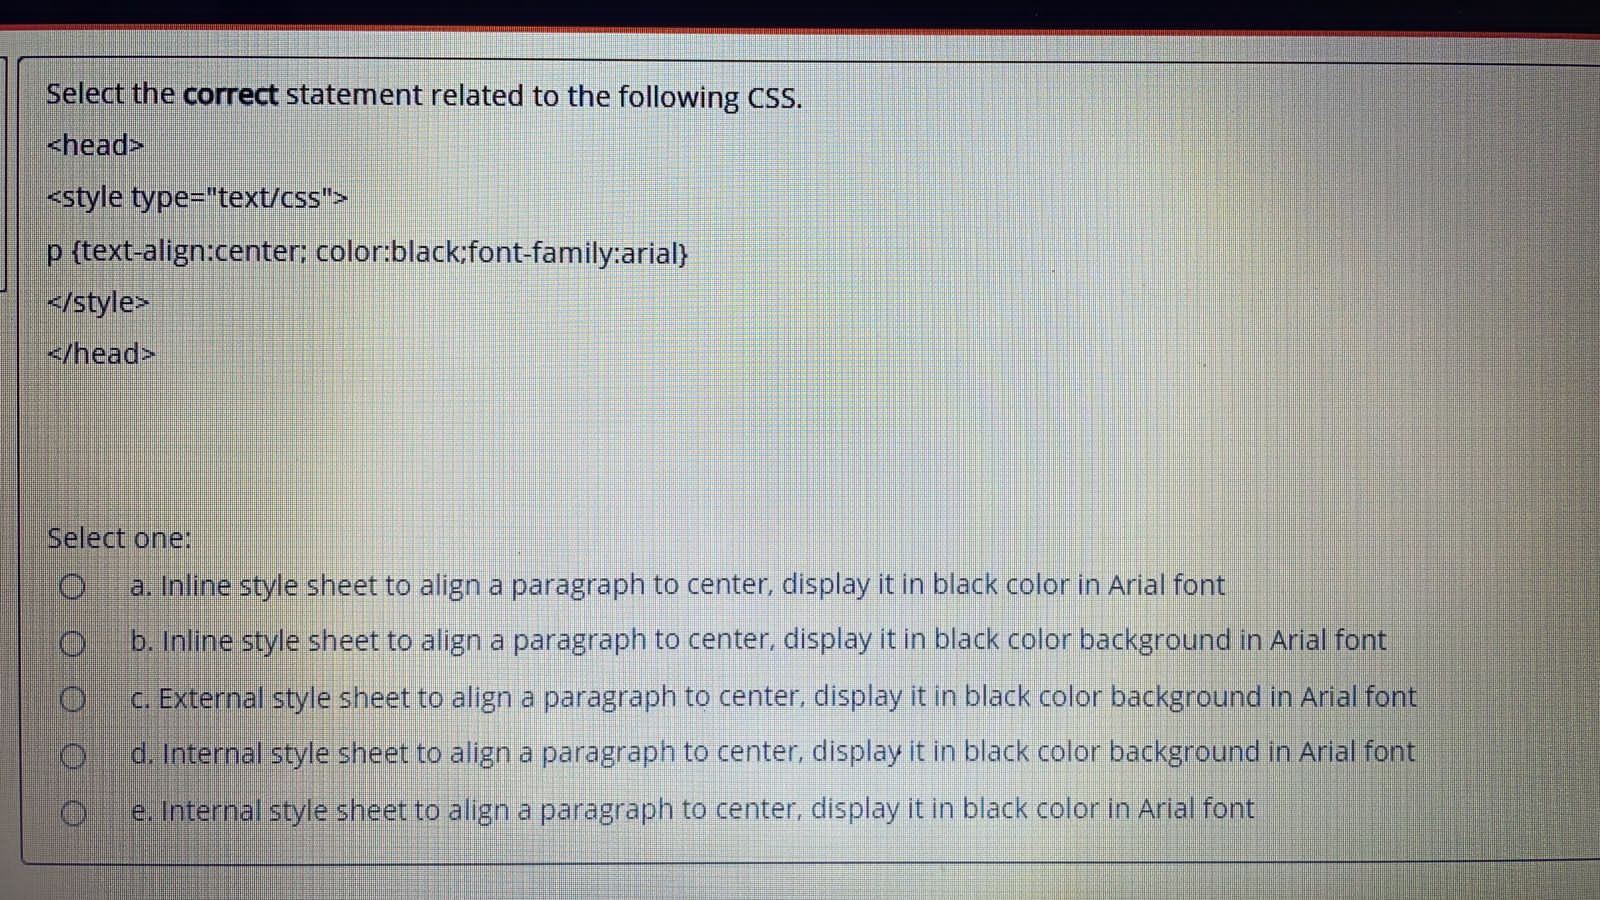 Select the correct statement related to the following CSS.
<head>
<style type="text/css">
p {text-align:center; color:black;font-family:arial}
</style>
</head>
Select one:
a. Inline style sheet to align a paragraph to center, display it in black color in Arial font
b. Inline style sheet to align a paragraph to center, display it in black color background in Arial font
c. External style sheet to align a paragraph to center, display it in black color background in Arial font
d. Internal style sheet to align a paragraph to center, display it in black color background in Arial font
e. Internal style sheet to align a paragraph to center, display it in black color in Arial font